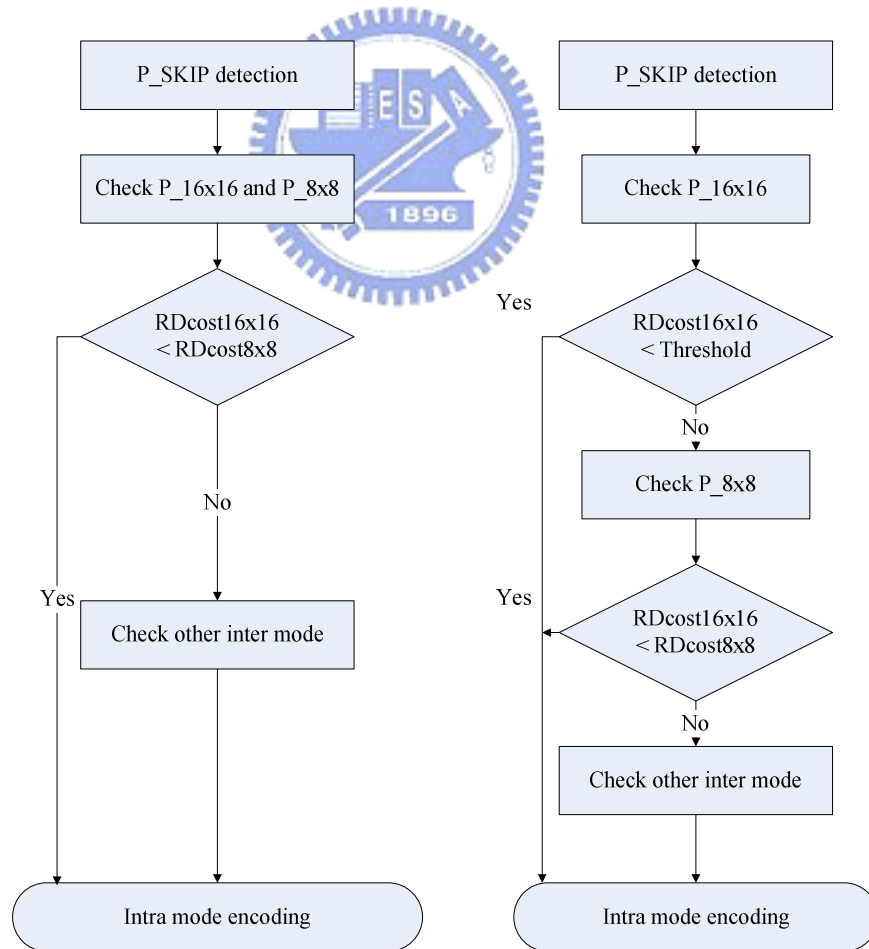 P_SKIP detection
Check P_16x16 and P_8x8
RDcost16x16
< RDcost8x8
No
Yes
Check other inter mode
Intra mode encoding
P_SKIP detection
Check P_16x16
Yes
RDcost16x16
< Threshold
No
Check P_8x8
Yes
RDcost16x16
< RDcost8x8
No
Check other inter mode
Intra mode encoding
E S A
1896